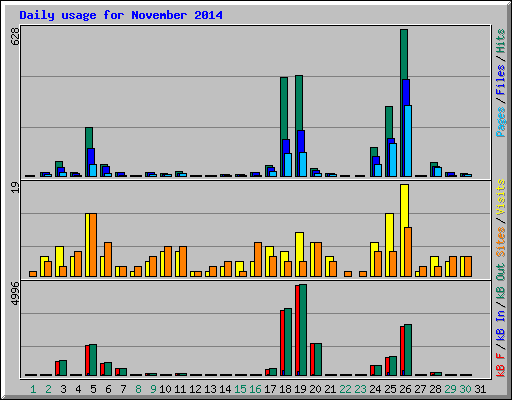 Daily usage for November 2014
628
Pages / Files / Hits
19
Sites / Visits
4996
kB F / kB In / kB Out
1 2 3 4 5 6 7 8 9 10 11 12 13 14 15 16 17 18 19 20 21 22 23 24 25 26 27 28 29 30 31